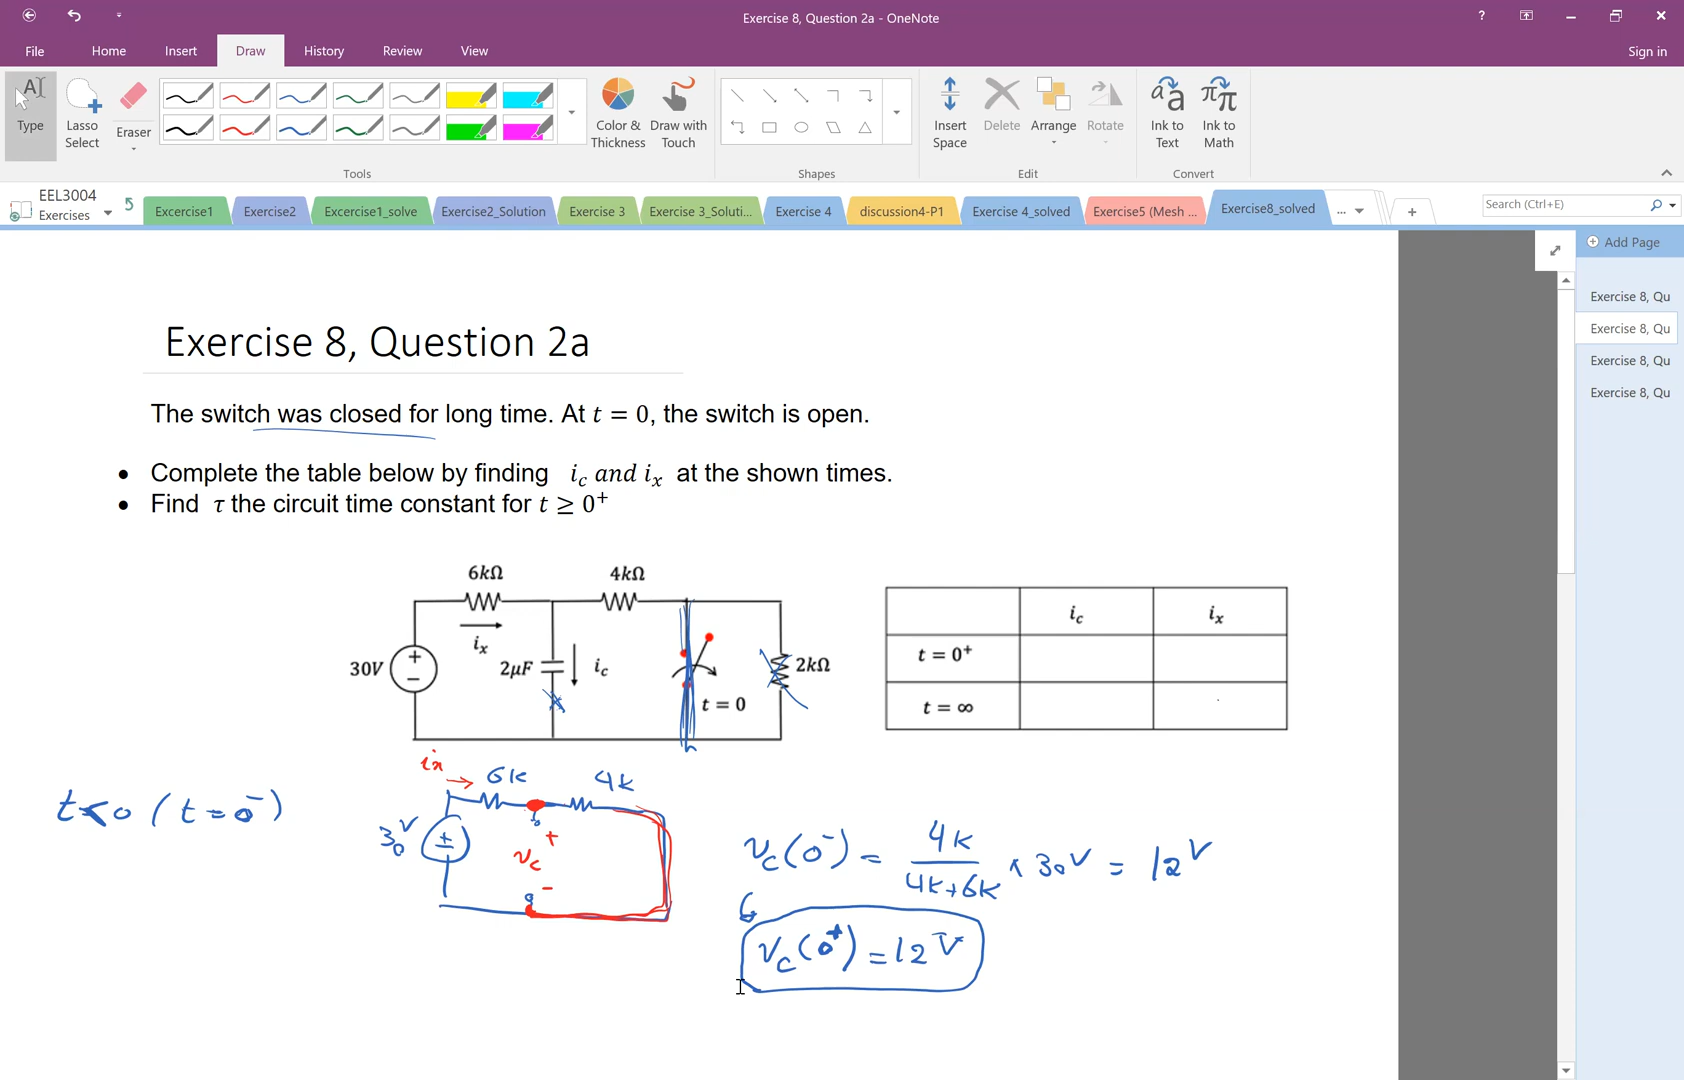 Exercise 8, Question 2a - OneNote
?
File Home Insert Draw History Review View
Sign in
Type
Lasso Select
Eraser
Color & Thickness
Draw with Touch
Insert Space
Delete
Arrange
Rotate
Ink to Text
Ink to Math
Tools
Shapes
Edit
Convert
EEL3004
Exercises
Excercise1 Exercise2 Excercise1_solve Exercise2_Solution Exercise 3 Exercise 3_Soluti... Exercise 4 discussion4-P1 Exercise 4_solved Exercise5 (Mesh ... Exercise8_solved ... +
Search (Ctrl+E)
Add Page
Exercise 8, Qu
Exercise 8, Qu
Exercise 8, Qu
Exercise 8, Qu
Exercise 8, Question 2a
The switch was closed for long time. At t = 0, the switch is open.
• Complete the table below by finding i_c and i_x at the shown times.
• Find τ the circuit time constant for t ≥ 0⁺
6kΩ 4kΩ
i_x
30V + −
2μF
i_c
2kΩ
t = 0
i_c i_x
t = 0⁺
t = ∞
t<0 (t=0⁻)
ix → 6k 4k
30V
+ v_c −
v_c(0⁻) = 4k / 4k+6k × 30V = 12V
v_c(0⁺) = 12V